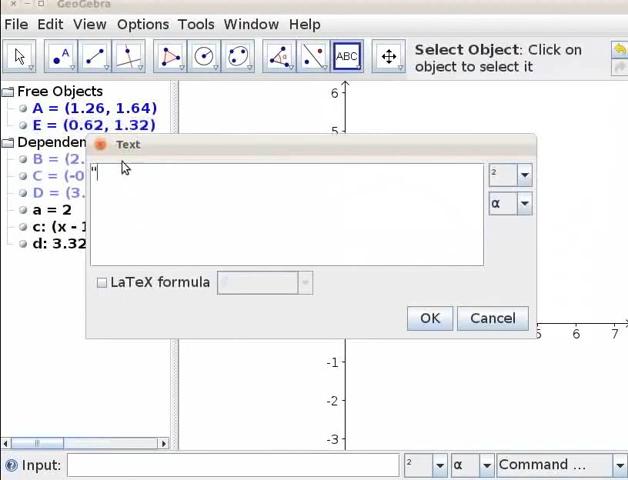 GeoGebra
File Edit View Options Tools Window Help
ABC
Select Object: Click on
object to select it
Free Objects
A = (1.26, 1.64)
E = (0.62, 1.32)
Dependen
B = (2.
C = (-0
D = (3.
a = 2
c: (x - 1
d: 3.32
Text
"
2
α
LaTeX formula
OK Cancel
6
5
5 6 7
-1
-2
-3
Input:
2 α Command ...